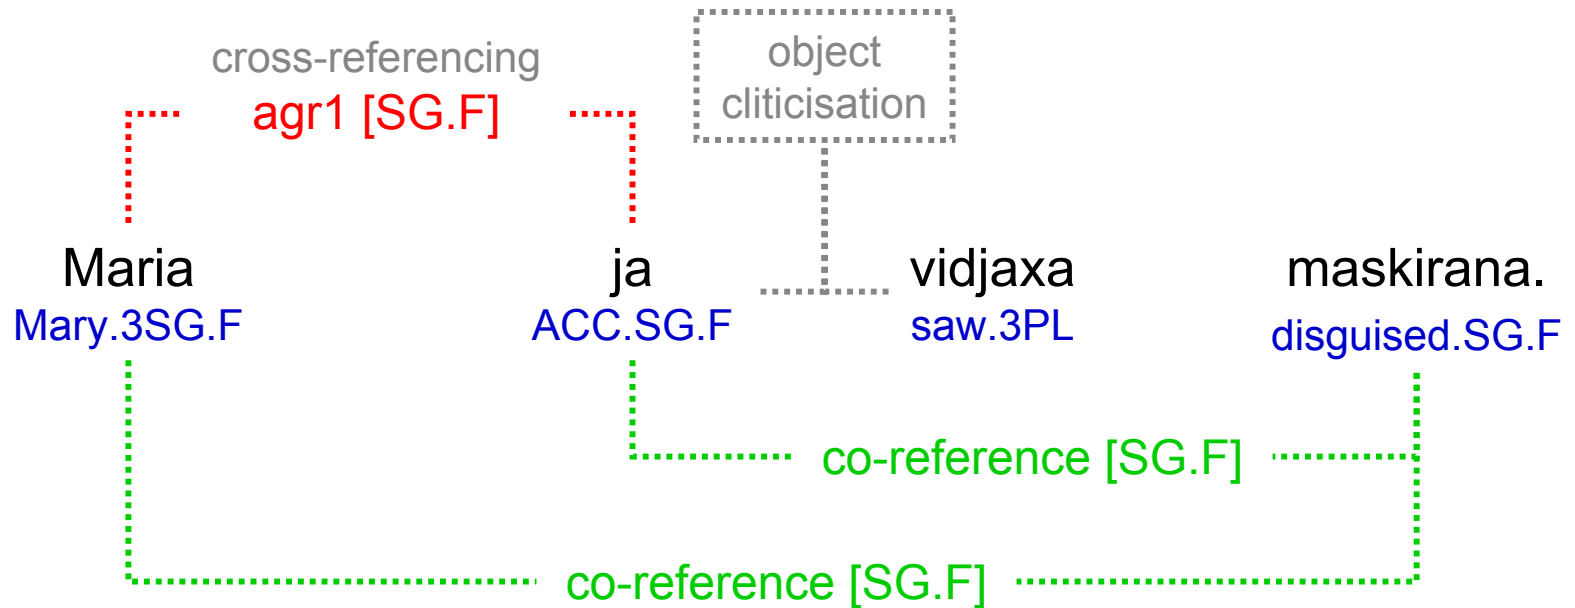 cross-referencing
agr1 [SG.F]
object
cliticisation
Maria ja vidjaxa maskirana.
Mary.3SG.F ACC.SG.F saw.3PL disguised.SG.F
co-reference [SG.F]
co-reference [SG.F]